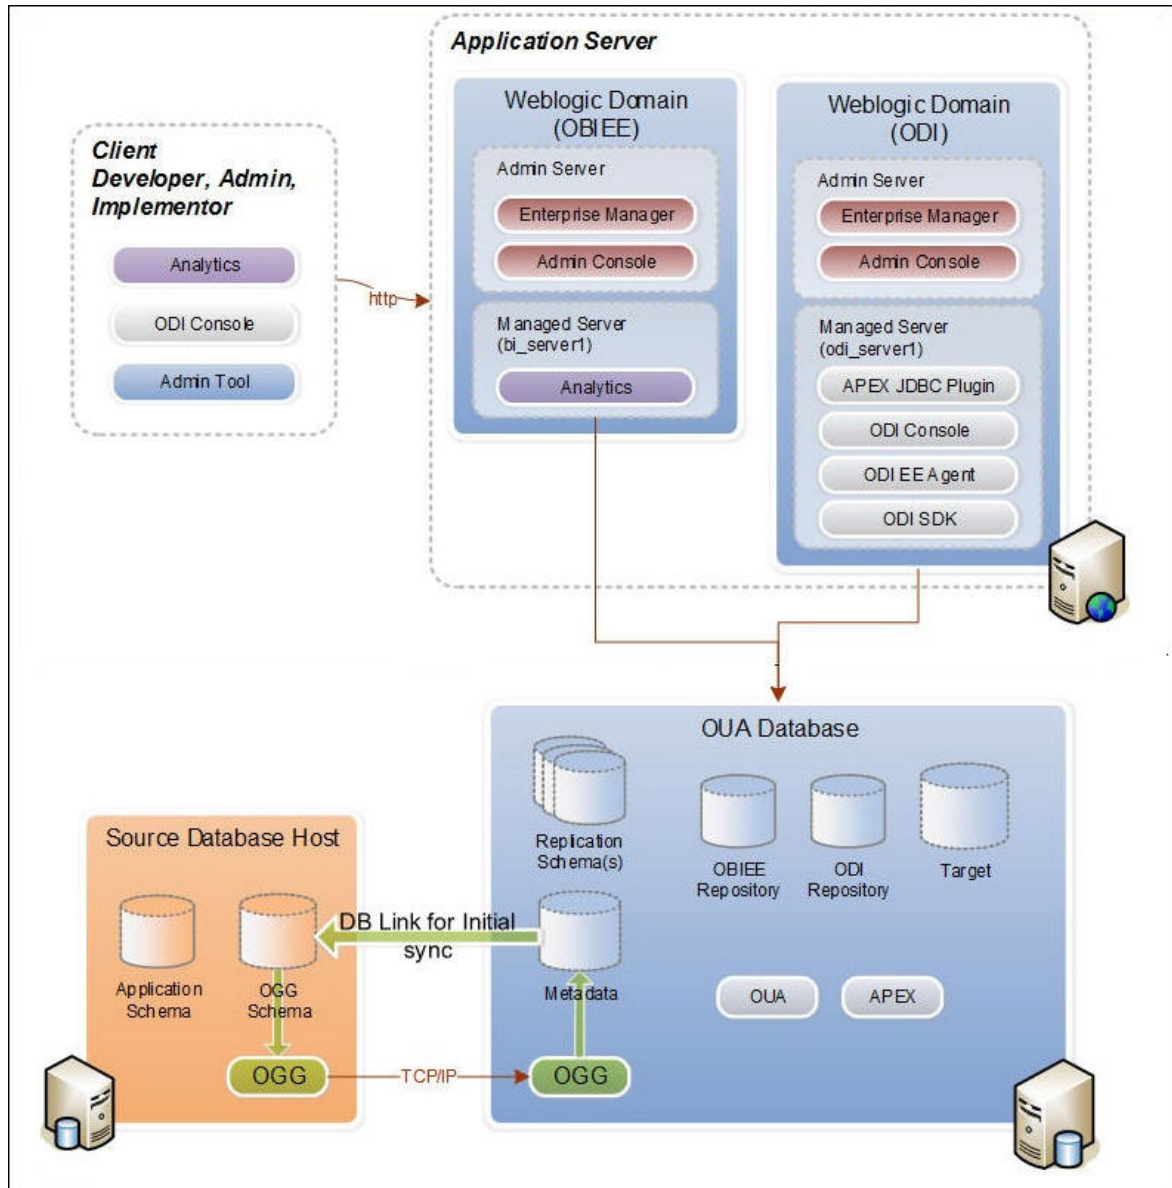 Application Server
Weblogic Domain
(OBIEE)
Admin Server
Enterprise Manager
Admin Console
Managed Server
(bi_server1)
Analytics
Weblogic Domain
(ODI)
Admin Server
Enterprise Manager
Admin Console
Managed Server
(odi_server1)
APEX JDBC Plugin
ODI Console
ODI EE Agent
ODI SDK
Client
Developer, Admin,
Implementor
Analytics
ODI Console
Admin Tool
http
OUA Database
Replication
Schema(s)
OBIEE
Repository
ODI
Repository
Target
Metadata
OUA
APEX
OGG
Source Database Host
Application
Schema
OGG
Schema
OGG
DB Link for Initial
sync
TCP/IP